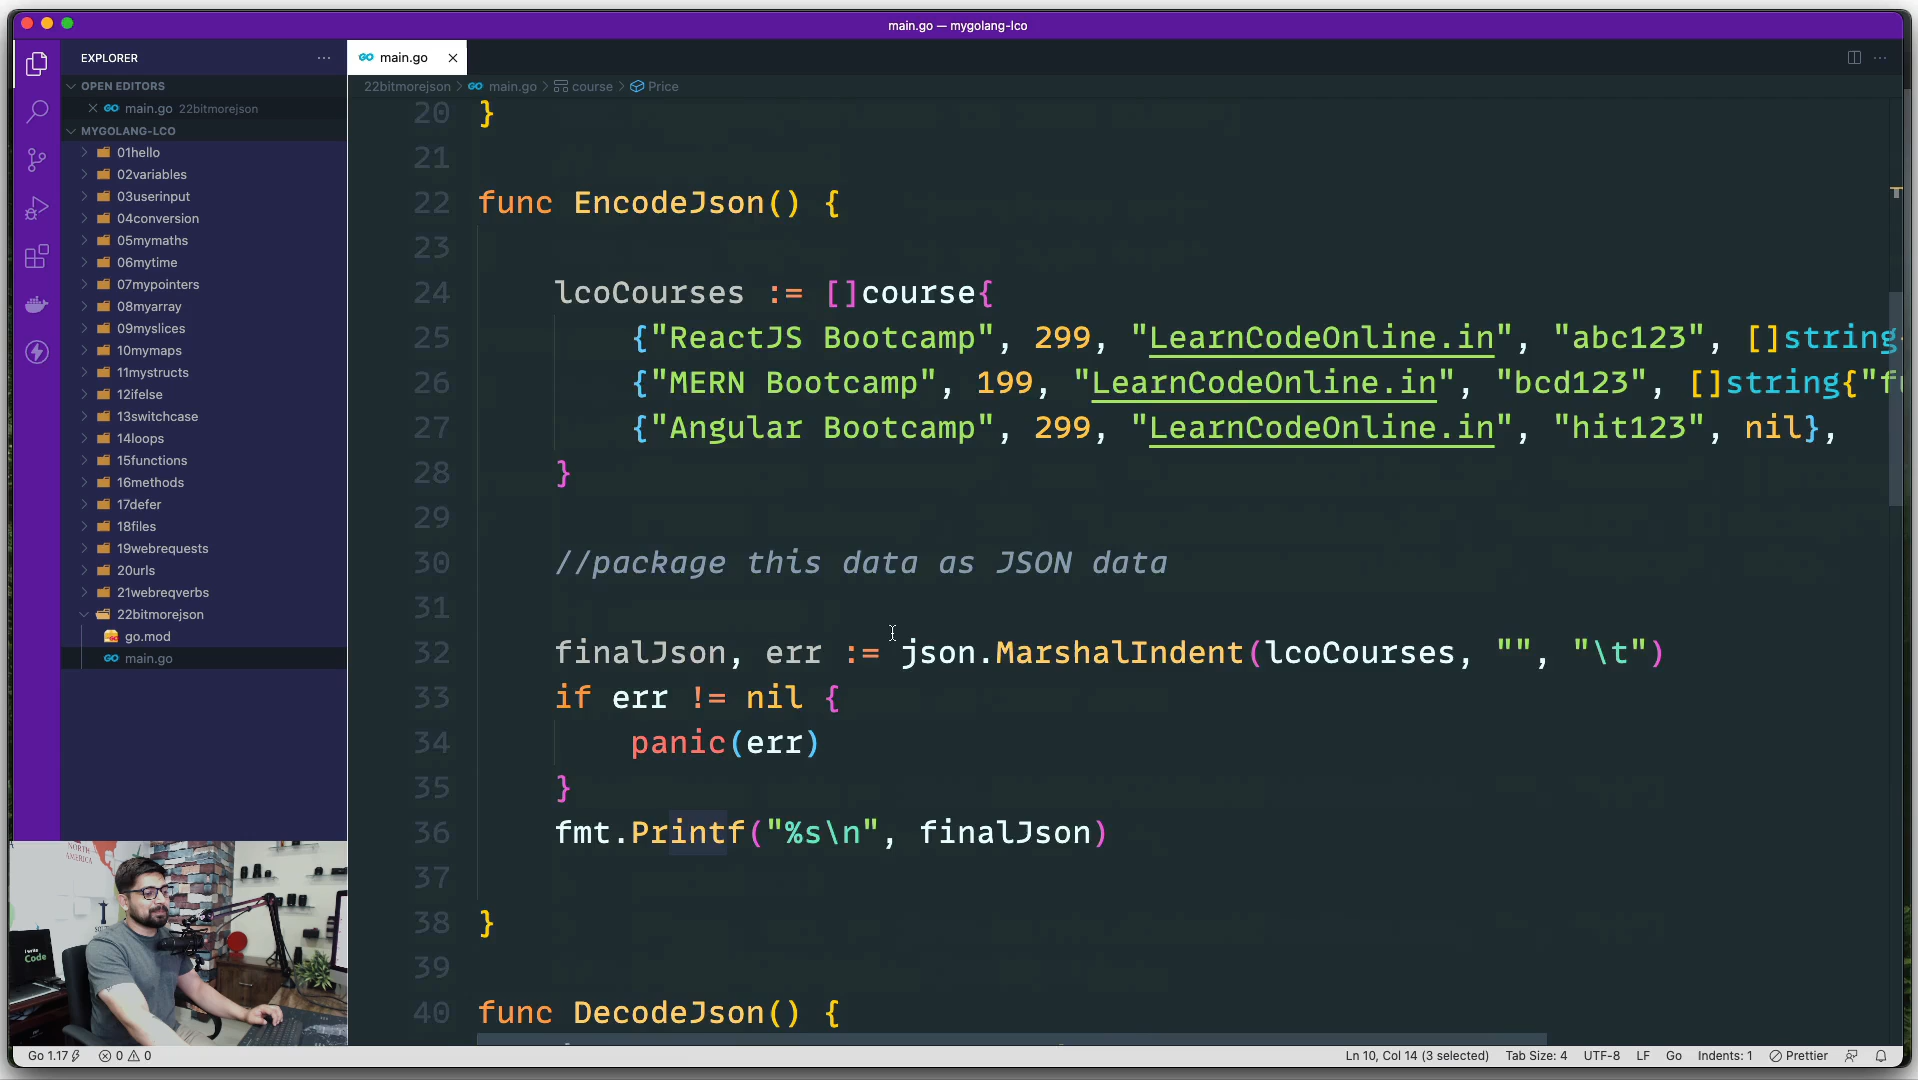 main.go — mygolang-lco
EXPLORER
main.go
OPEN EDITORS
main.go 22bitmorejson
MYGOLANG-LCO
01hello
02variables
03userinput
04conversion
05mymaths
06mytime
07mypointers
08myarray
09myslices
10mymaps
11mystructs
12ifelse
13switchcase
14loops
15functions
16methods
17defer
18files
19webrequests
20urls
21webreqverbs
22bitmorejson
go.mod
main.go
22bitmorejson > main.go > course > Price
20 }
21
22 func EncodeJson() {
23
24 lcoCourses := []course{
25 {"ReactJS Bootcamp", 299, "LearnCodeOnline.in", "abc123", []string
26 {"MERN Bootcamp", 199, "LearnCodeOnline.in", "bcd123", []string{"f
27 {"Angular Bootcamp", 299, "LearnCodeOnline.in", "hit123", nil},
28 }
29
30 //package this data as JSON data
31
32 finalJson, err := json.MarshalIndent(lcoCourses, "", "\t")
33 if err != nil {
34 panic(err)
35 }
36 fmt.Printf("%s\n", finalJson)
37
38 }
39
40 func DecodeJson() {
NORTH
AMERICA
I write
Code
Go 1.17 0 0
Ln 10, Col 14 (3 selected) Tab Size: 4 UTF-8 LF Go Indents: 1 Prettier